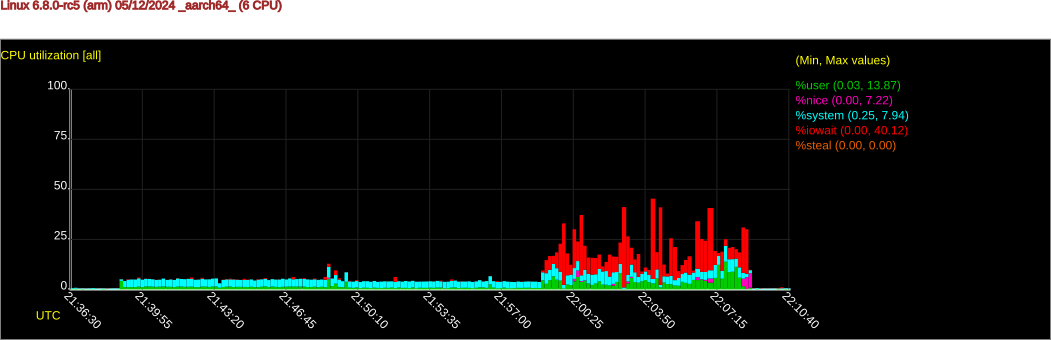 Linux 6.8.0-rc5 (arm) 05/12/2024 _aarch64_ (6 CPU)
CPU utilization [all]
(Min, Max values)
%user (0.03, 13.87)
%nice (0.00, 7.22)
%system (0.25, 7.94)
%iowait (0.00, 40.12)
%steal (0.00, 0.00)
100
75
50
25
0
UTC
21:36:30
21:39:55
21:43:20
21:46:45
21:50:10
21:53:35
21:57:00
22:00:25
22:03:50
22:07:15
22:10:40